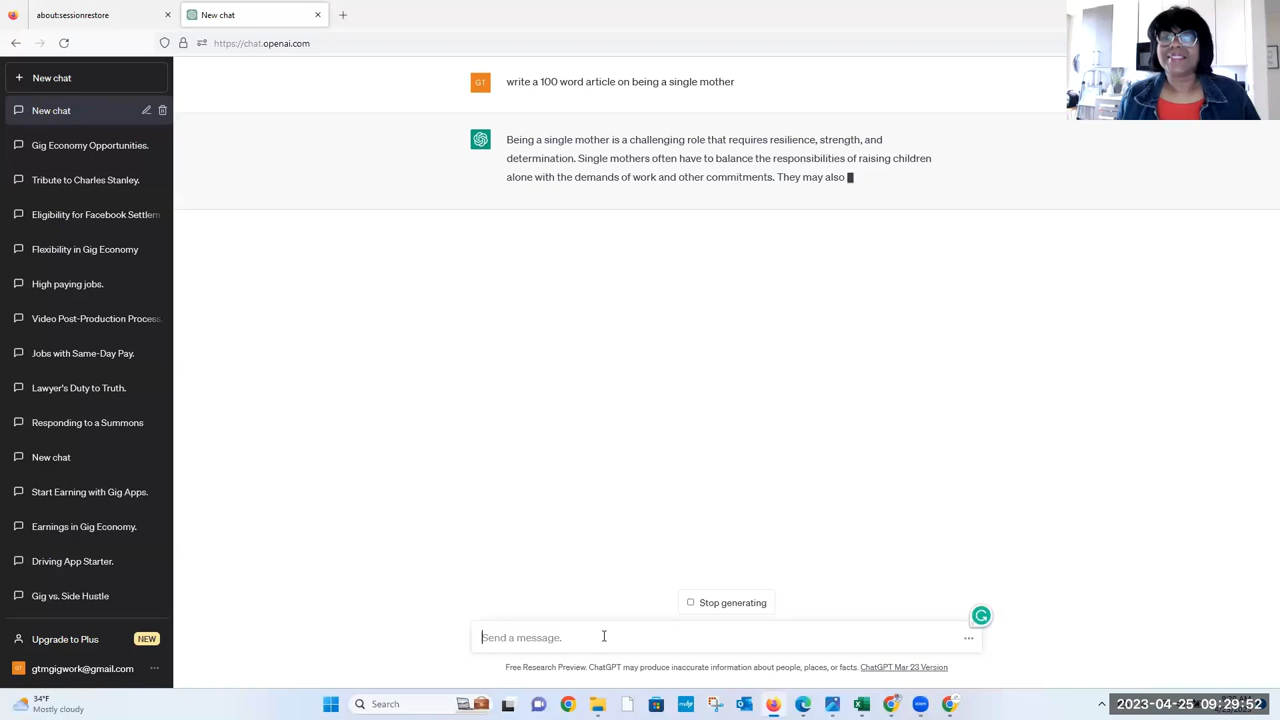 about:sessionrestore
New chat
https://chat.openai.com
New chat
New chat
Gig Economy Opportunities.
Tribute to Charles Stanley.
Eligibility for Facebook Settlem
Flexibility in Gig Economy
High paying jobs.
Video Post-Production Process.
Jobs with Same-Day Pay.
Lawyer's Duty to Truth.
Responding to a Summons
New chat
Start Earning with Gig Apps.
Earnings in Gig Economy.
Driving App Starter.
Gig vs. Side Hustle
Upgrade to Plus NEW
GT gtmgigwork@gmail.com
GT write a 100 word article on being a single mother
Being a single mother is a challenging role that requires resilience, strength, and
determination. Single mothers often have to balance the responsibilities of raising children
alone with the demands of work and other commitments. They may also
Stop generating
Send a message.
Free Research Preview. ChatGPT may produce inaccurate information about people, places, or facts. ChatGPT Mar 23 Version
34°F
Mostly cloudy
Search
2023-04-25 09:29:52